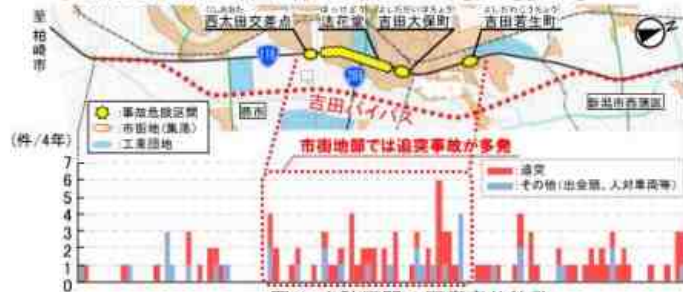 至柏崎市
西太田交差点
法花堂
吉田大保町
吉田若生町
116
燕市
新潟市西蒲区
吉田バイパス
事故危険区間
市街地(集落)
工業団地
(件/4年)
市街地部では追突事故が多発
追突
その他(出会頭、人対車両等)
7
6
5
4
3
2
1
0